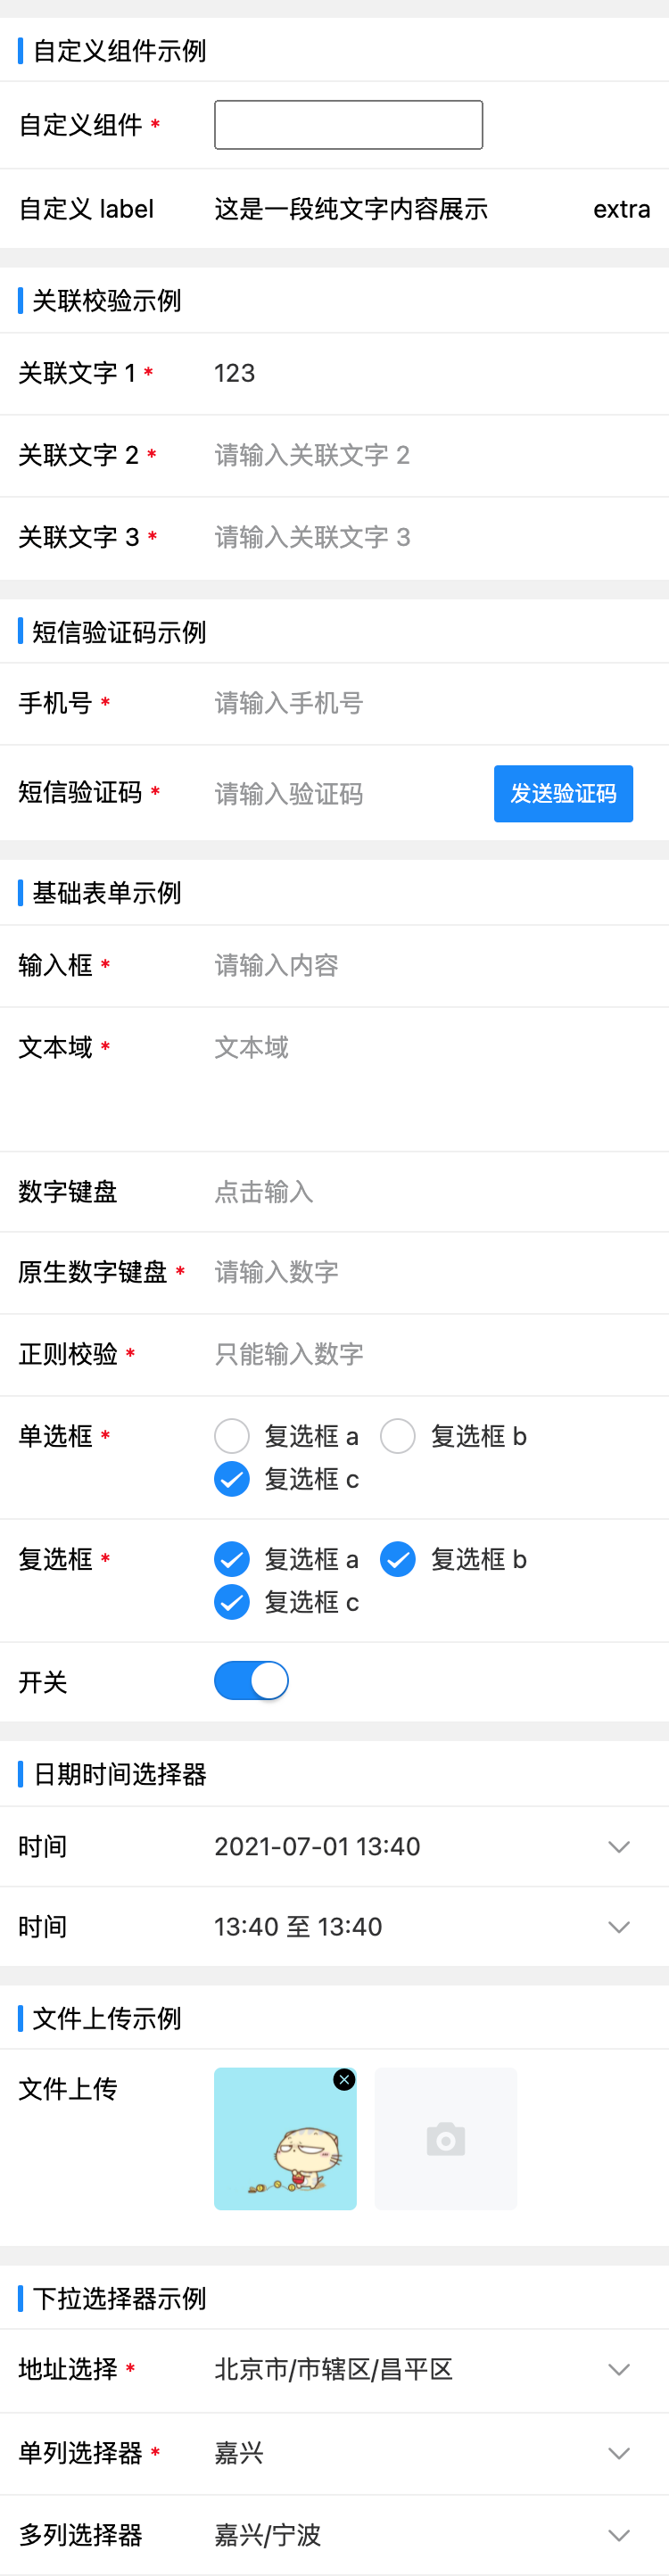 自定义组件示例
自定义组件 *
自定义 label 这是一段纯文字内容展示 extra
关联校验示例
关联文字 1 * 123
关联文字 2 * 请输入关联文字 2
关联文字 3 * 请输入关联文字 3
短信验证码示例
手机号 * 请输入手机号
短信验证码 * 请输入验证码 发送验证码
基础表单示例
输入框 * 请输入内容
文本域 * 文本域
数字键盘 点击输入
原生数字键盘 * 请输入数字
正则校验 * 只能输入数字
单选框 * 复选框 a 复选框 b
复选框 c
复选框 * 复选框 a 复选框 b
复选框 c
开关
日期时间选择器
时间 2021-07-01 13:40
时间 13:40 至 13:40
文件上传示例
文件上传
下拉选择器示例
地址选择 * 北京市/市辖区/昌平区
单列选择器 * 嘉兴
多列选择器 嘉兴/宁波